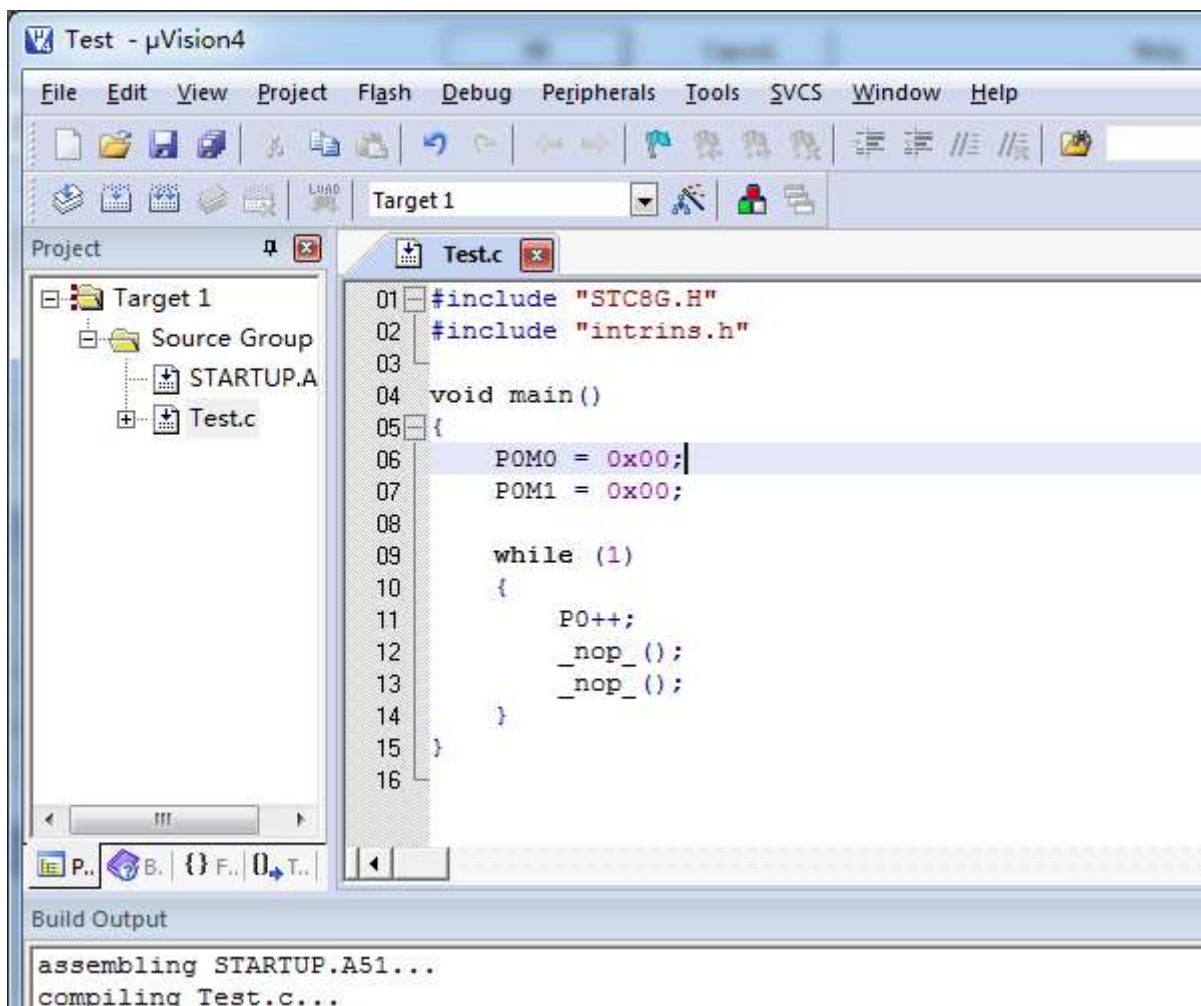 Test - µVision4
File Edit View Project Flash Debug Peripherals Tools SVCS Window Help
LOAD Target 1
Project
Test.c
Target 1
Source Group
STARTUP.A
Test.c
01 #include "STC8G.H"
02 #include "intrins.h"
03
04 void main()
05 {
06 P0M0 = 0x00;
07 P0M1 = 0x00;
08
09 while (1)
10 {
11 P0++;
12 _nop_();
13 _nop_();
14 }
15 }
16
P.. B. {} F.. T..
Build Output
assembling STARTUP.A51...
compiling Test.c...